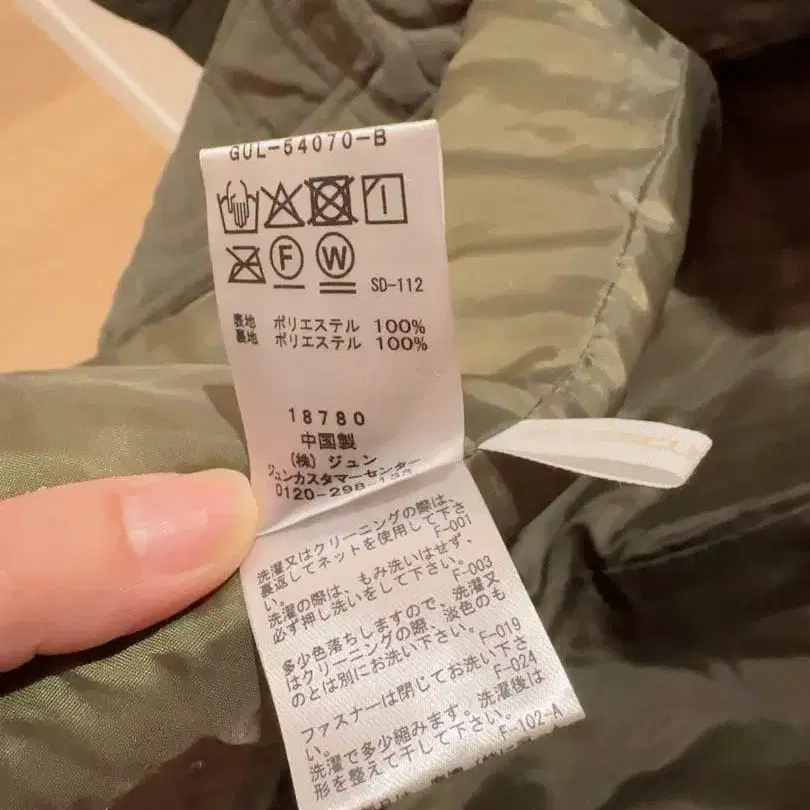 GUL-54070-B
F W SD-112
表地 ポリエステル 100%
裏地 ポリエステル 100%
18780
中国製
(株) ジュン
ジュンカスタマーセンター
0120-298-133
洗濯又はクリーニングの際は、
裏返してネットを使用して下さ
い。 F-001
洗濯の際は、もみ洗いはせず、
必ず押し洗いをして下さい。
F-003
多少色落ちしますので、洗濯又
はクリーニングの際、淡色のも
のとは別にお洗い下さい。
F-019
ファスナーは閉じてお洗い下さ
い。 F-024
洗濯で多少縮みます。洗濯後は
形を整えて干して下さい。
F-102-A